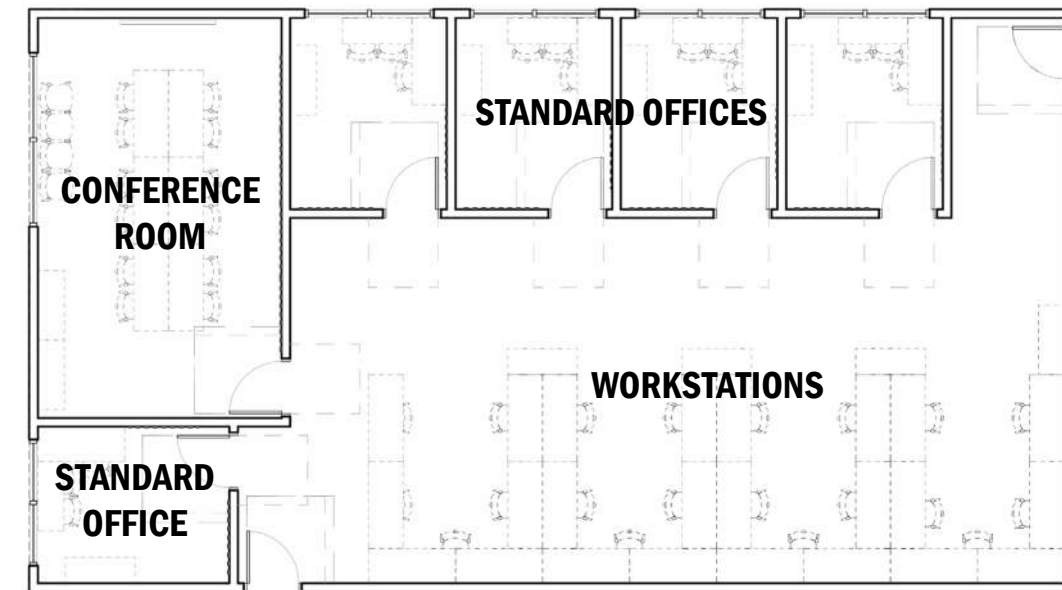 STANDARD OFFICES
CONFERENCE
ROOM
WORKSTATIONS
STANDARD
OFFICE